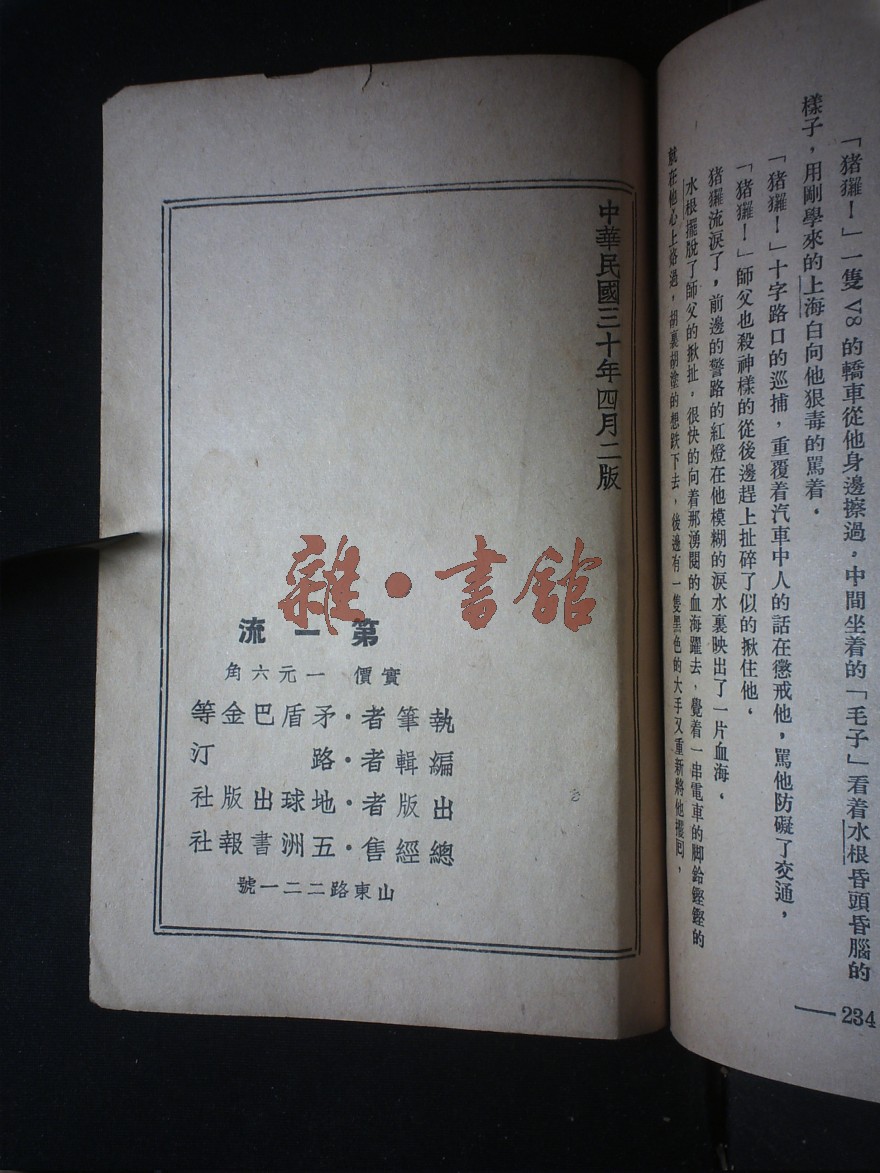 「猪玀！」一隻 V8 的轎車從他身邊擦過，中間坐着的「毛子」看着水根昏頭昏腦的
樣子，用剛學來的上海白向他狠毒的罵着．
「猪玀！」十字路口的巡捕，重覆着汽車中人的話在懲戒他，罵他防礙了交通，
「猪玀！」師父也殺神樣的從後邊趕上扯碎了似的揪住他．
猪玀流淚了，前邊的警路的紅燈在他模糊的淚水裏映出了一片血海．
水根擺脫了師父的揪扯，很快的向着那湧閱的血海躍去，覺着一串電車的脚鈴鏗鏗的
就在他心上烙過，胡裏胡塗的想跌下去，後邊有一隻黑色的大手又重新將他囘，
——234
中華民國三十年四月二版
雜·書舘
第一流
實價 一元六角
執筆者·矛盾巴金等
編輯者·路汀
出版者·地球出版社
總經售·五洲書報社
山東路二二一號